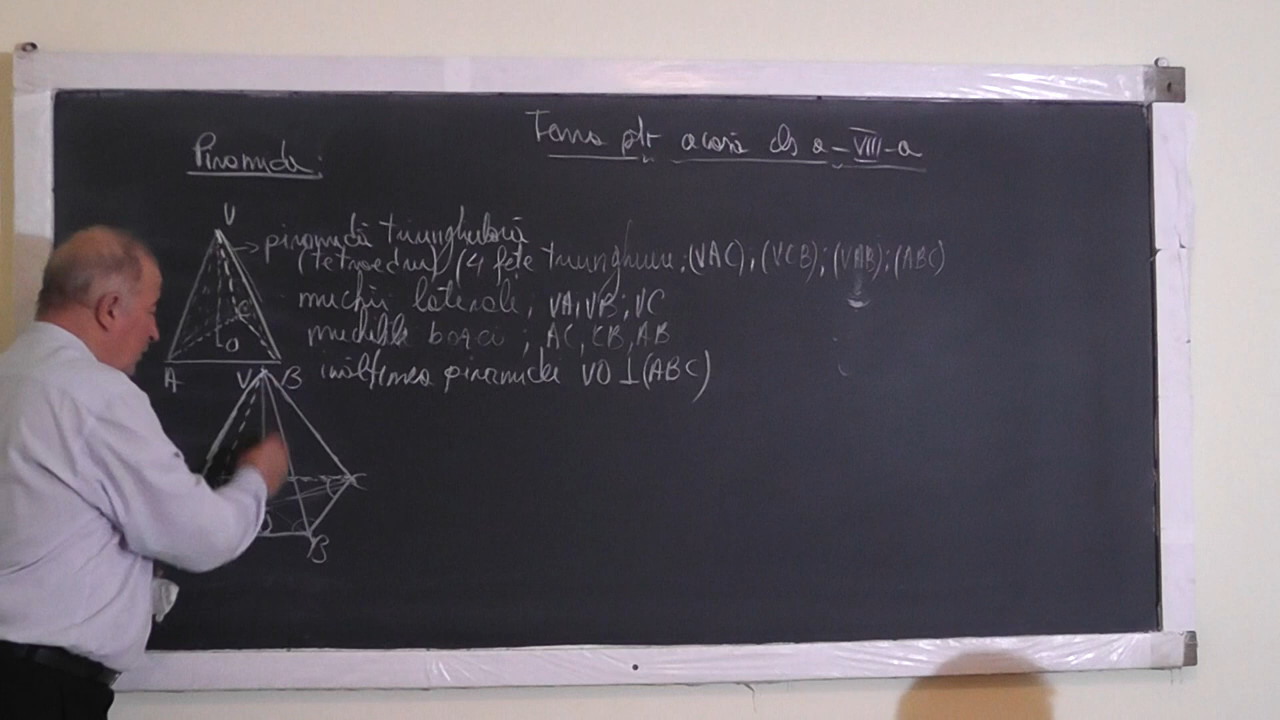 Tema ptr acasă cls a-VIII-a
Piramida:
V
piramidă triunghiulară
(tetraedru) (4 fețe triunghiuri; (VAC), (VCB); (VAB); (ABC)
muchii laterale; VA, VB; VC
C
muchiile bazei; AC, CB, AB
O
A
B
înălțimea piramidei VO ⊥ (ABC)
V
C
B